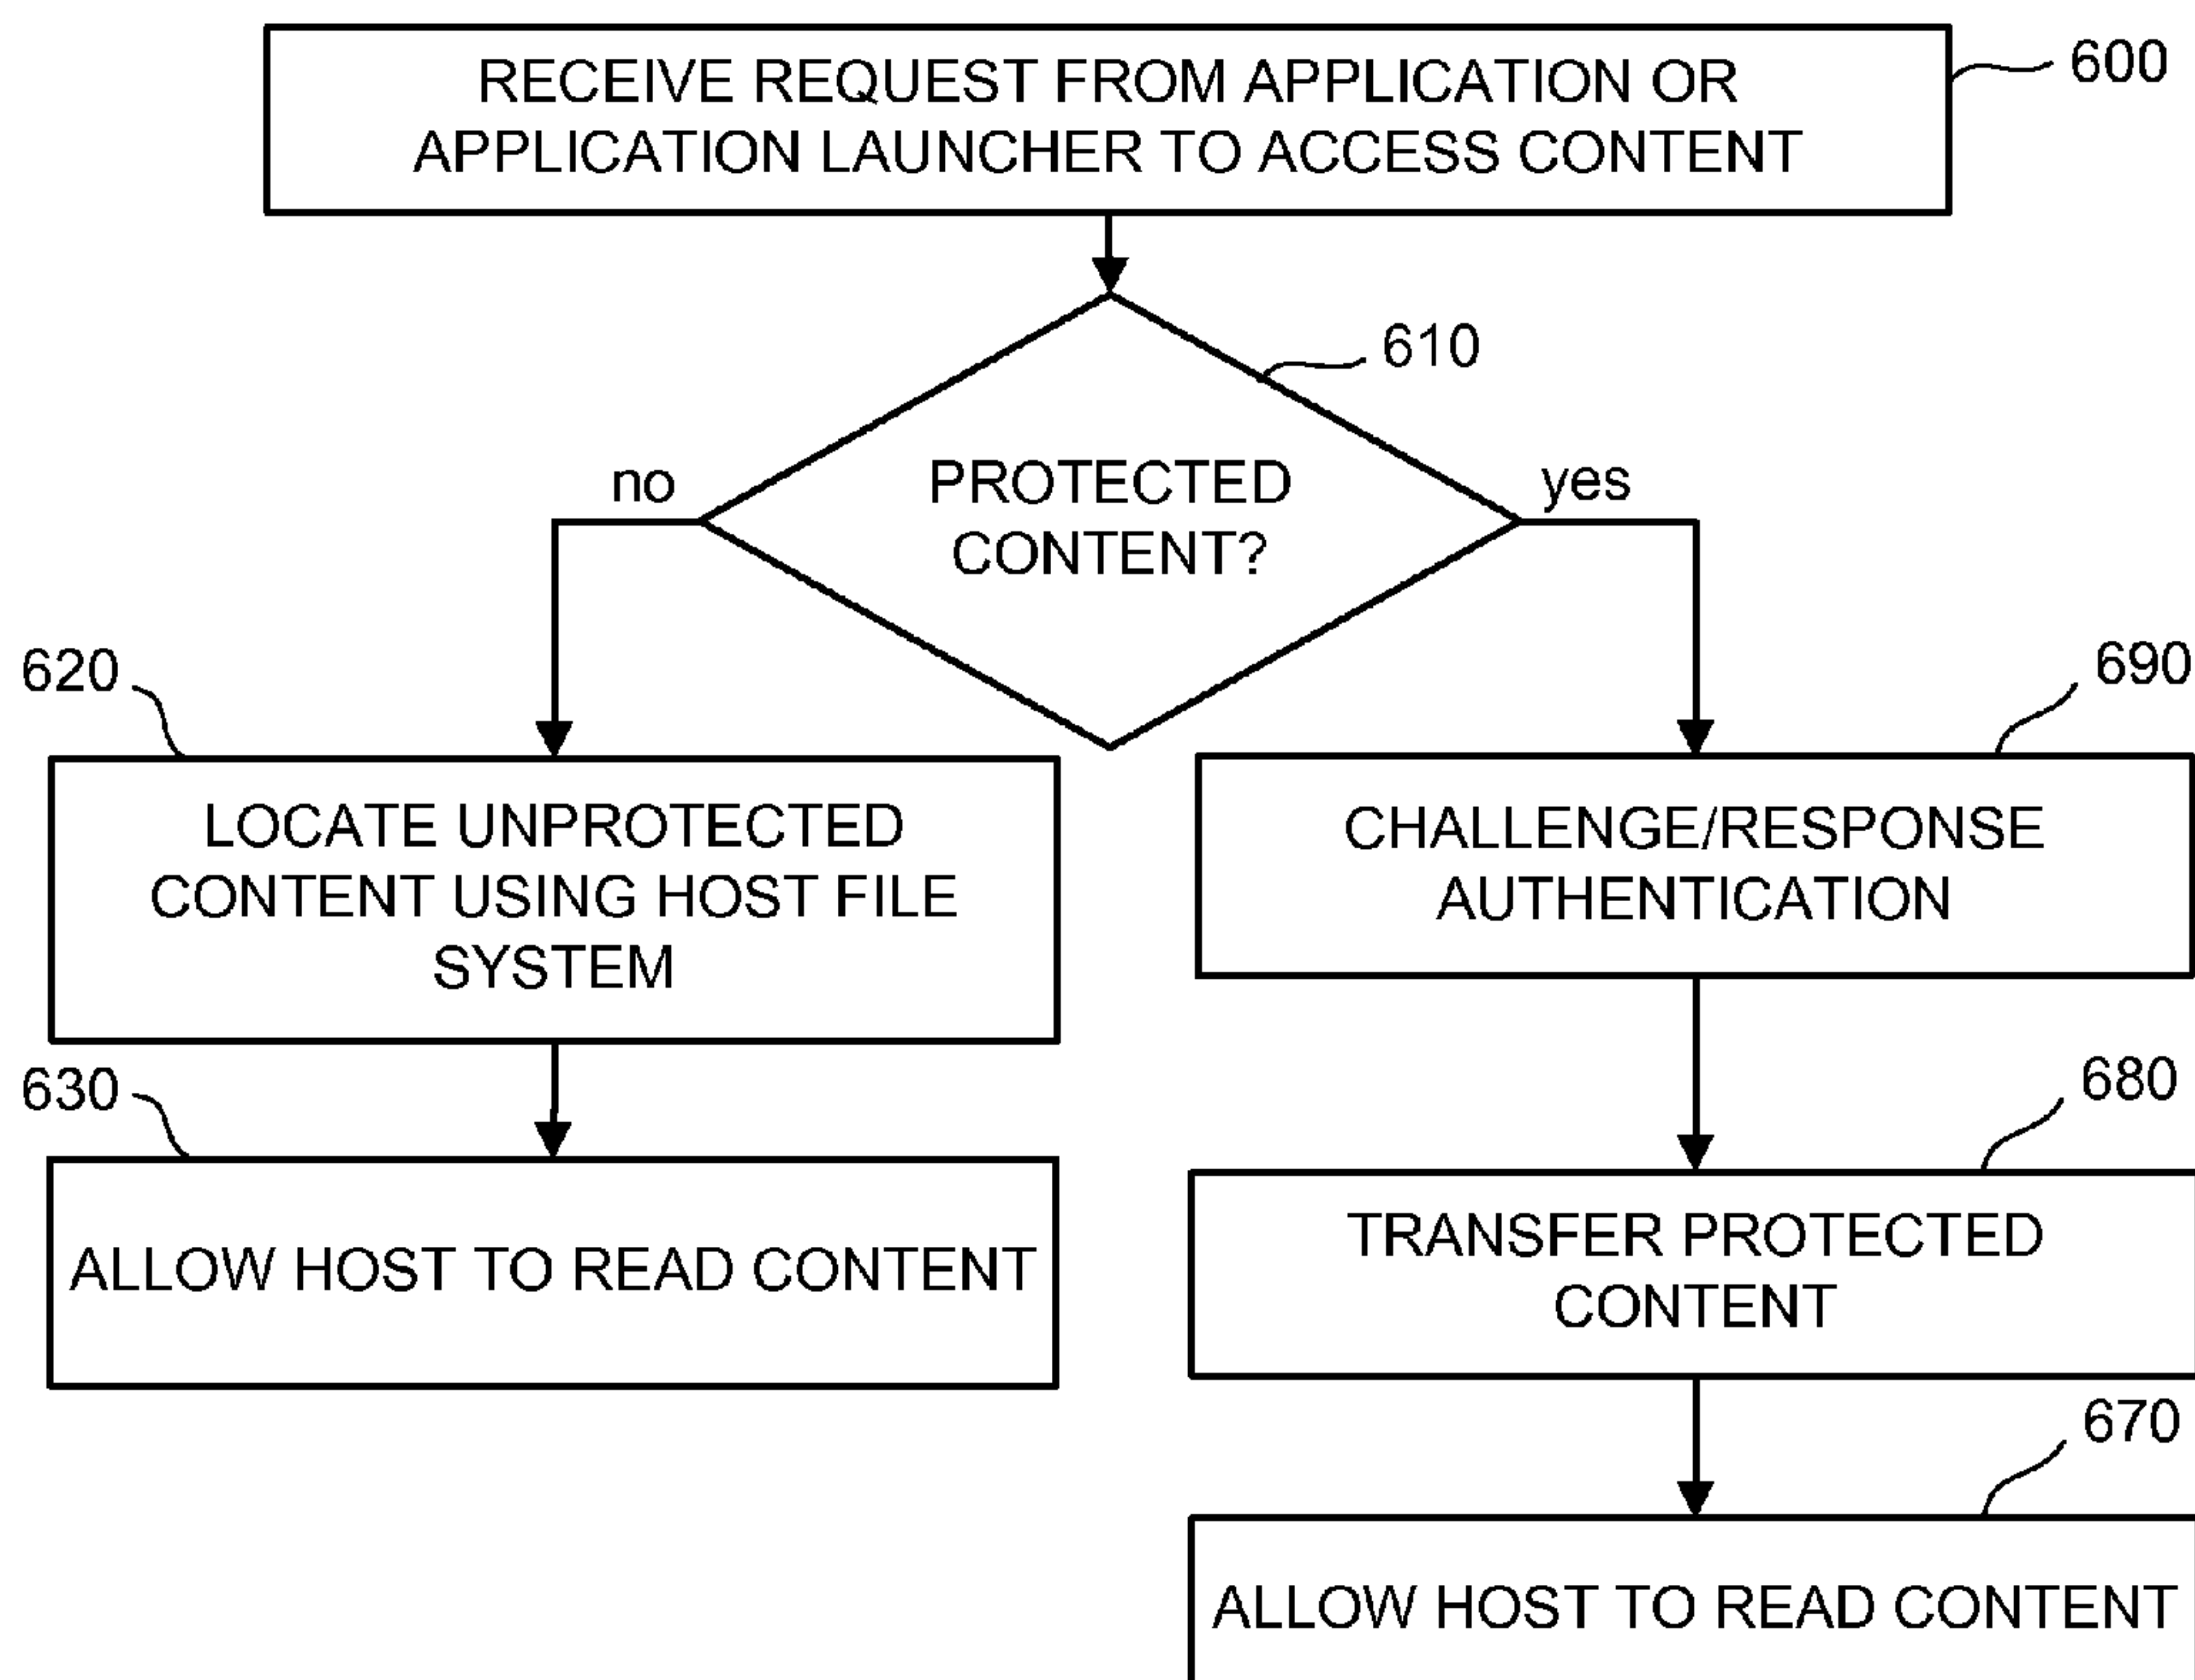 RECEIVE REQUEST FROM APPLICATION OR
APPLICATION LAUNCHER TO ACCESS CONTENT
600
610
PROTECTED
CONTENT?
no
yes
620
LOCATE UNPROTECTED
CONTENT USING HOST FILE
SYSTEM
690
CHALLENGE/RESPONSE
AUTHENTICATION
630
ALLOW HOST TO READ CONTENT
680
TRANSFER PROTECTED
CONTENT
670
ALLOW HOST TO READ CONTENT